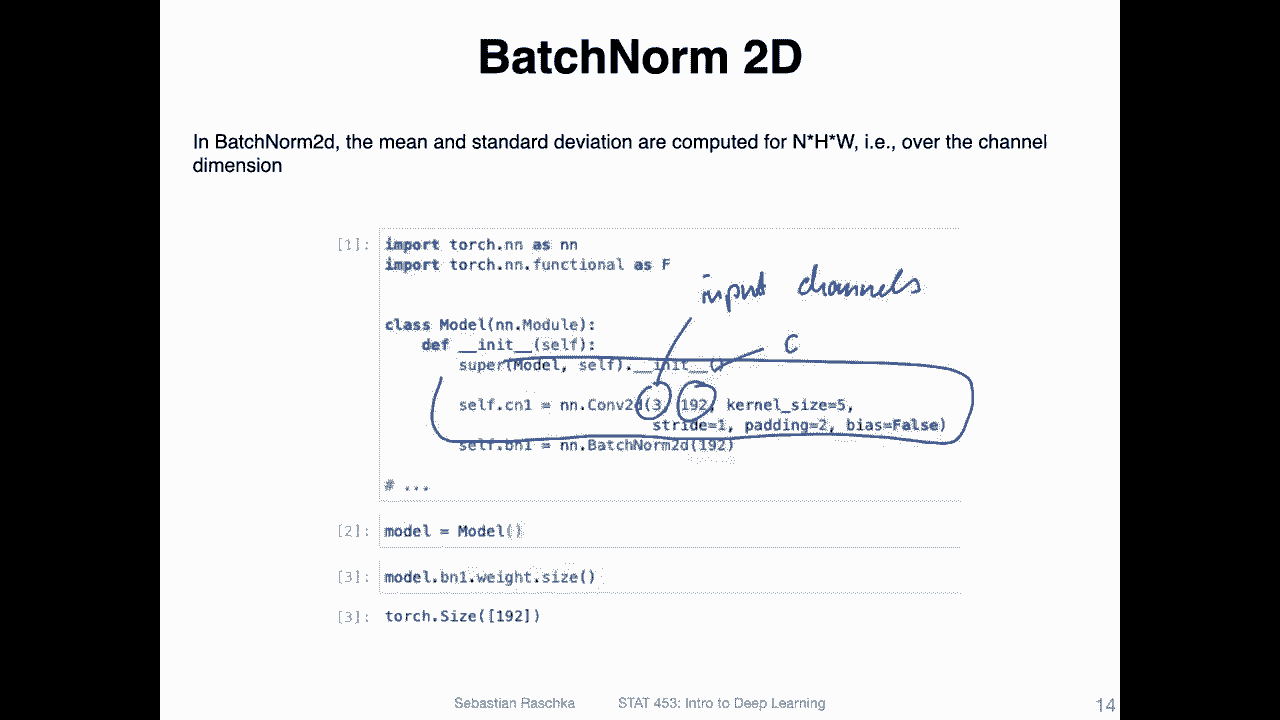 BatchNorm 2D
In BatchNorm2d, the mean and standard deviation are computed for N*H*W, i.e., over the channel
dimension
[1]: import torch.nn as nn
import torch.nn.functional as F
input channels
class Model(nn.Module):
def __init__(self):
C
super(Model, self).__init__()
self.cn1 = nn.Conv2d(3, 192, kernel_size=5,
stride=1, padding=2, bias=False)
self.bn1 = nn.BatchNorm2d(192)
# ...
[2]: model = Model()
[3]: model.bn1.weight.size()
[3]: torch.Size([192])
Sebastian Raschka STAT 453: Intro to Deep Learning 14